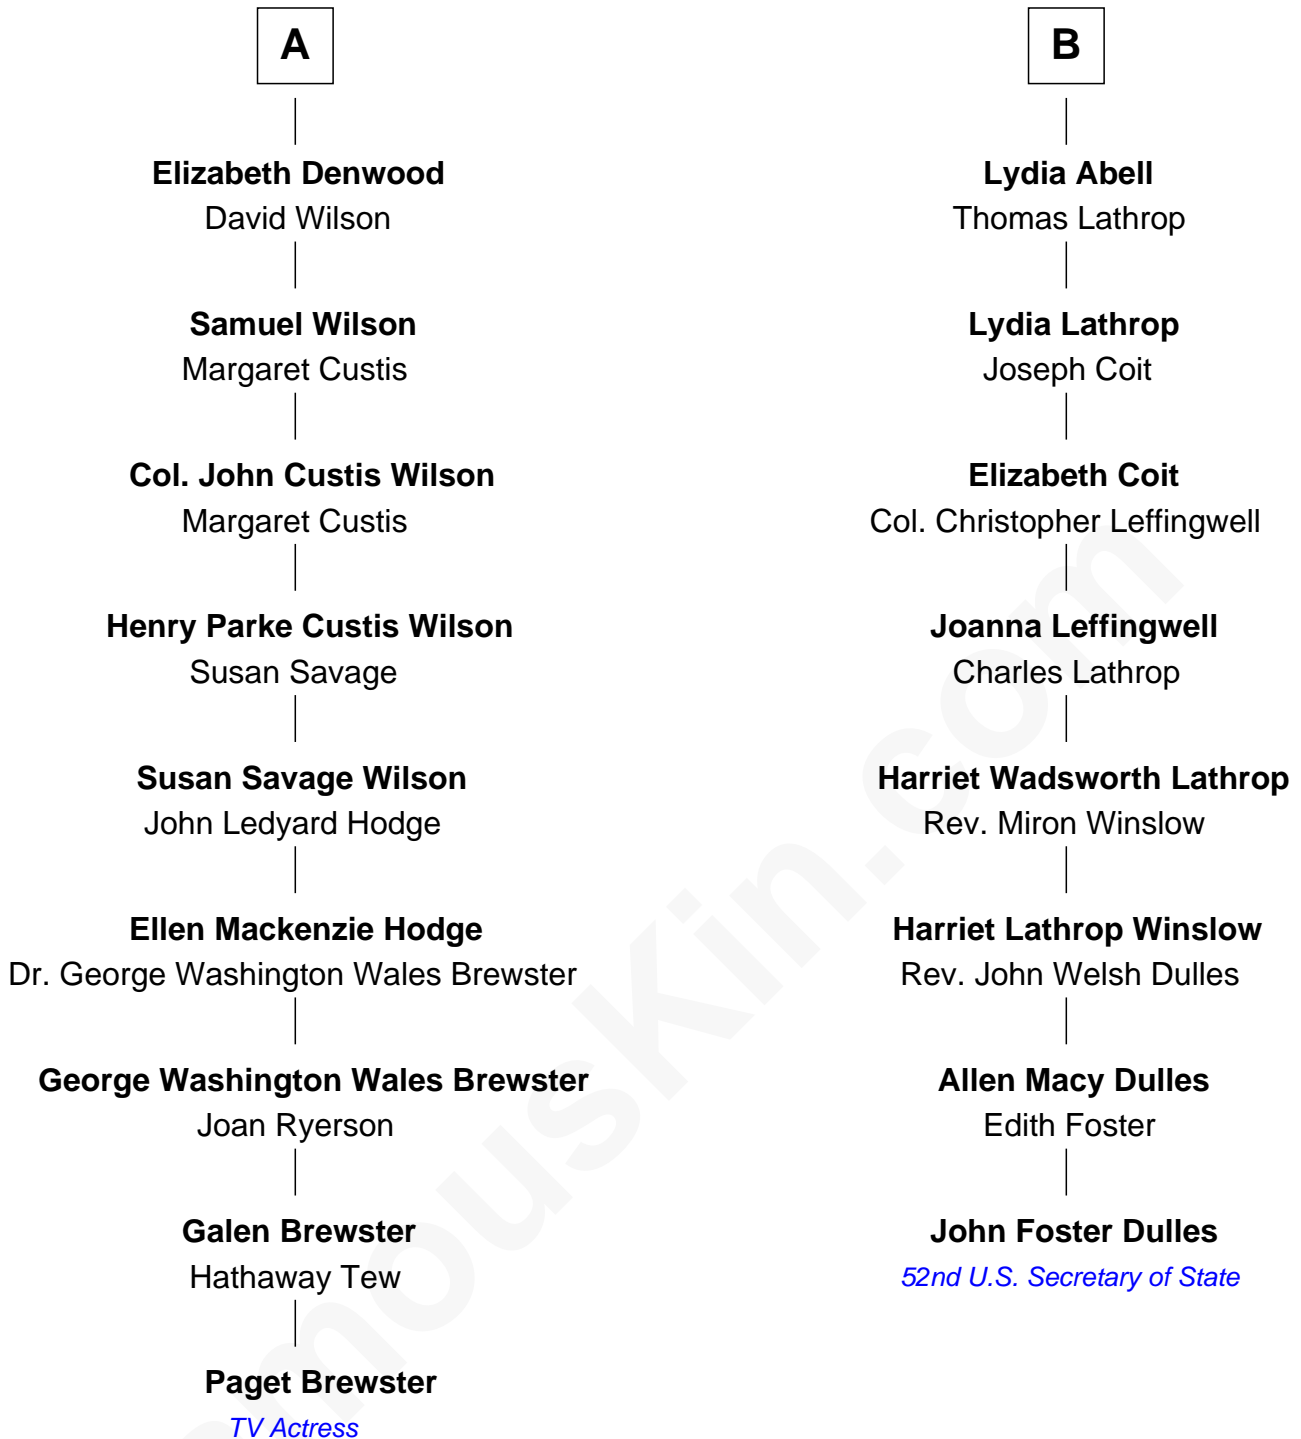 A
Elizabeth Denwood
David Wilson
Samuel Wilson
Margaret Custis
Col. John Custis Wilson
Margaret Custis
Henry Parke Custis Wilson
Susan Savage
Susan Savage Wilson
John Ledyard Hodge
Ellen Mackenzie Hodge
Dr. George Washington Wales Brewster
George Washington Wales Brewster
Joan Ryerson
Galen Brewster
Hathaway Tew
Paget Brewster
TV Actress
B
Lydia Abell
Thomas Lathrop
Lydia Lathrop
Joseph Coit
Elizabeth Coit
Col. Christopher Leffingwell
Joanna Leffingwell
Charles Lathrop
Harriet Wadsworth Lathrop
Rev. Miron Winslow
Harriet Lathrop Winslow
Rev. John Welsh Dulles
Allen Macy Dulles
Edith Foster
John Foster Dulles
52nd U.S. Secretary of State
mousKin.com